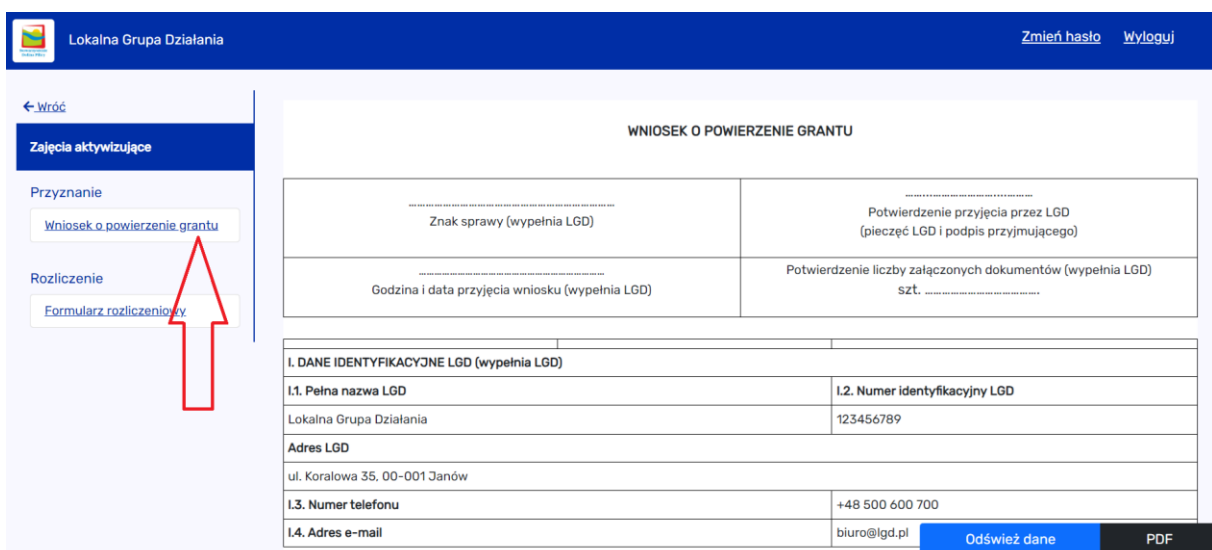 Lokalna Grupa Działania
Zmień hasło Wyloguj
Wróć
Zajęcia aktywizujące
Przyznanie
Wniosek o powierzenie grantu
Rozliczenie
Formularz rozliczeniowy
WNIOSEK O POWIERZENIE GRANTU
Znak sprawy (wypełnia LGD)
Potwierdzenie przyjęcia przez LGD
(pieczęć LGD i podpis przyjmującego)
Godzina i data przyjęcia wniosku (wypełnia LGD)
Potwierdzenie liczby załączonych dokumentów (wypełnia LGD)
szt. ........................................
I. DANE IDENTYFIKACYJNE LGD (wypełnia LGD)
I.1. Pełna nazwa LGD I.2. Numer identyfikacyjny LGD
Lokalna Grupa Działania 123456789
Adres LGD
ul. Koralowa 35, 00-001 Janów
I.3. Numer telefonu +48 500 600 700
I.4. Adres e-mail biuro@lgd.pl
Odśwież dane PDF